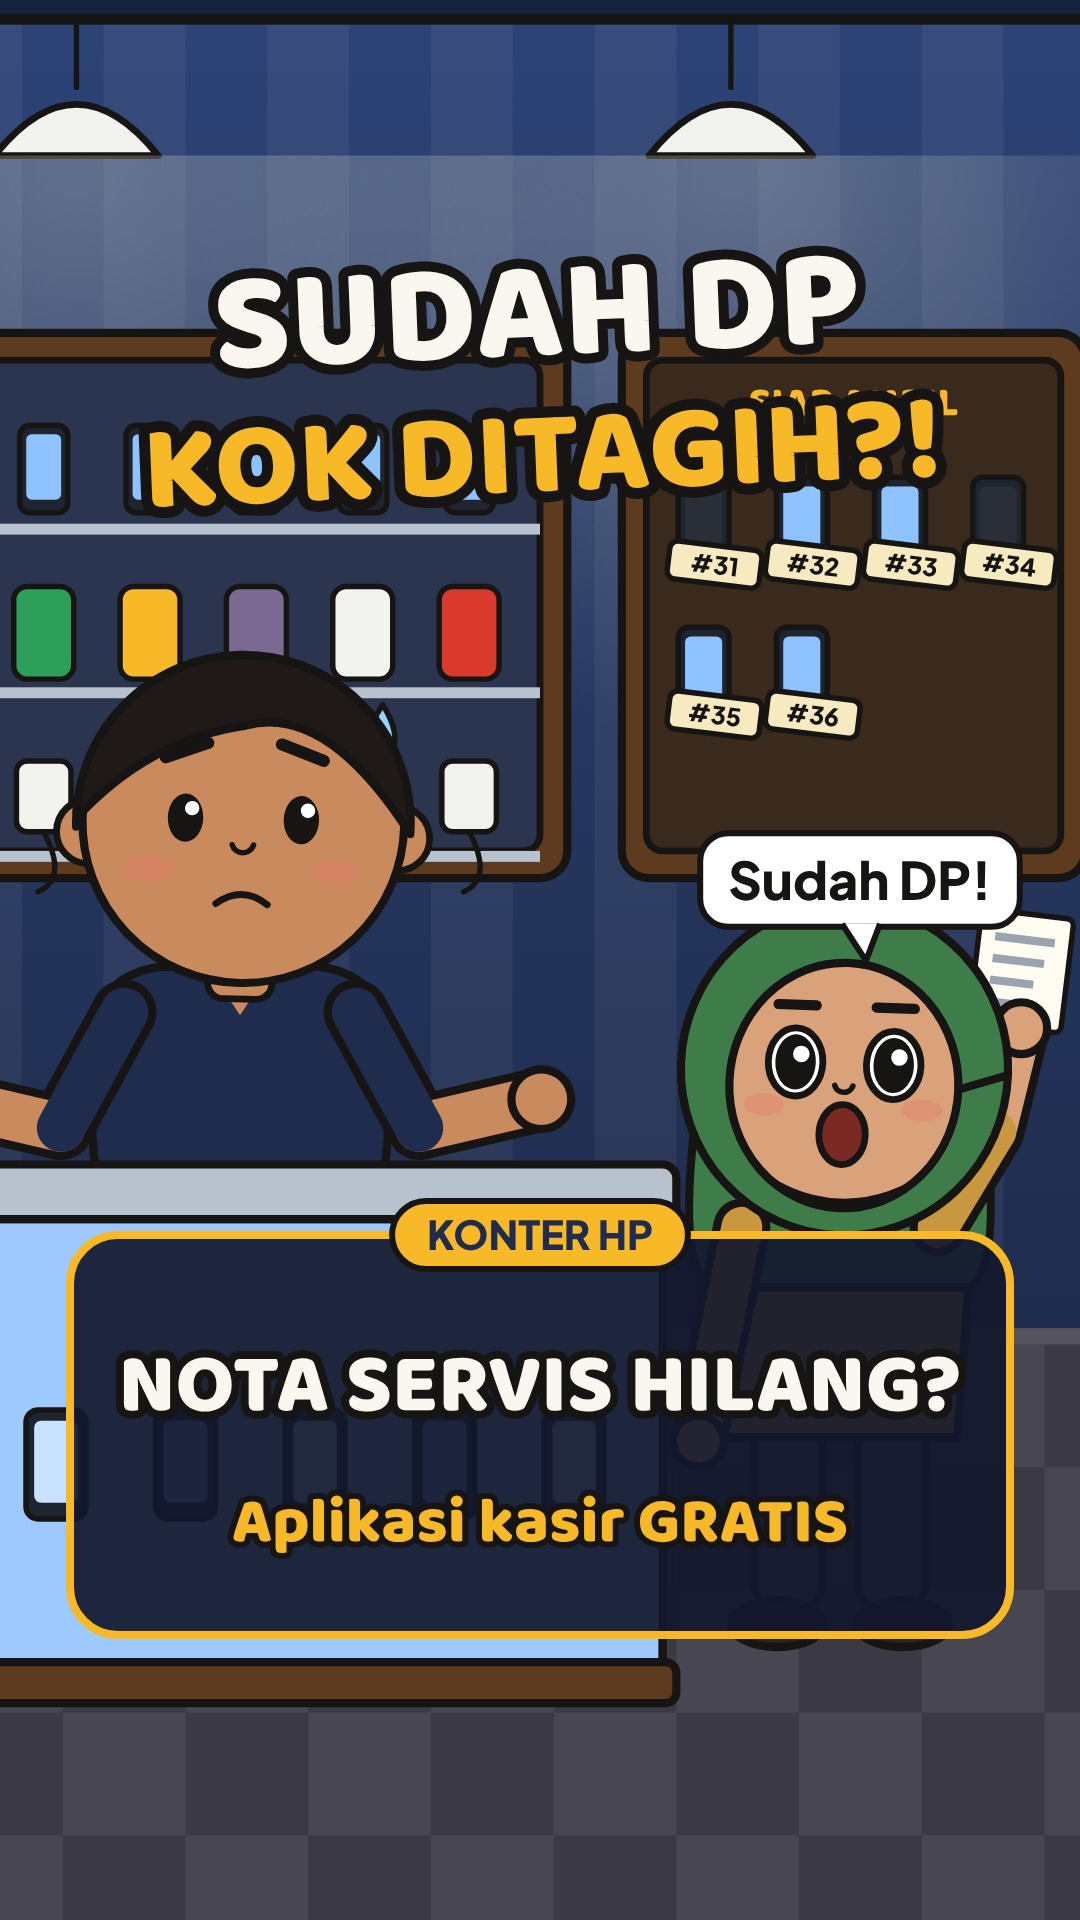 SUDAH DP
KOK DITAGIH?!
#31
#32
#33
#34
#35
#36
Sudah DP!
KONTER HP
NOTA SERVIS HILANG?
Aplikasi kasir GRATIS